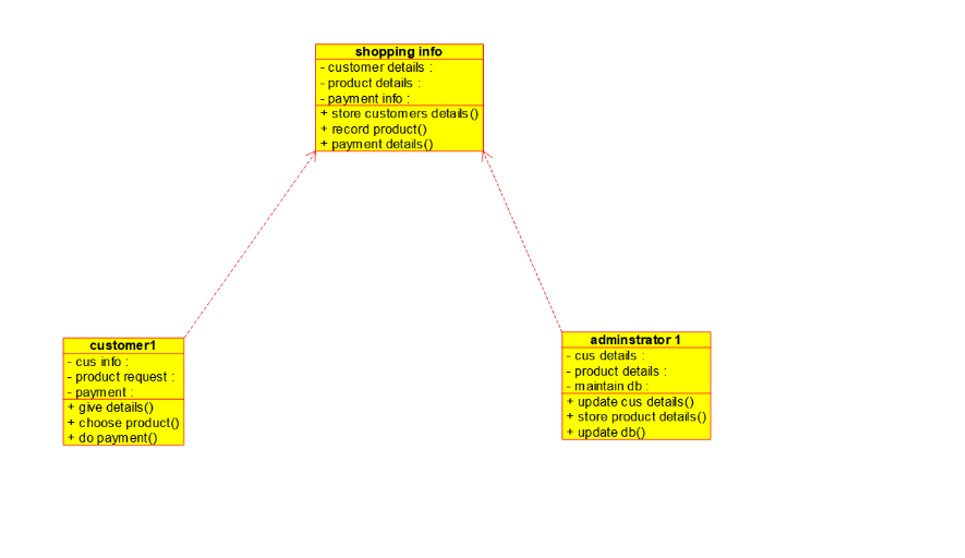 shopping info
- customer details :
- product details :
- payment info :
+ store customers details()
+ record product()
+ payment details()
customer1
- cus info :
- product request :
- payment :
+ give details()
+ choose product()
+ do payment()
adminstrator 1
- cus details :
- product details :
- maintain db :
+ update cus details()
+ store product details()
+ update db()